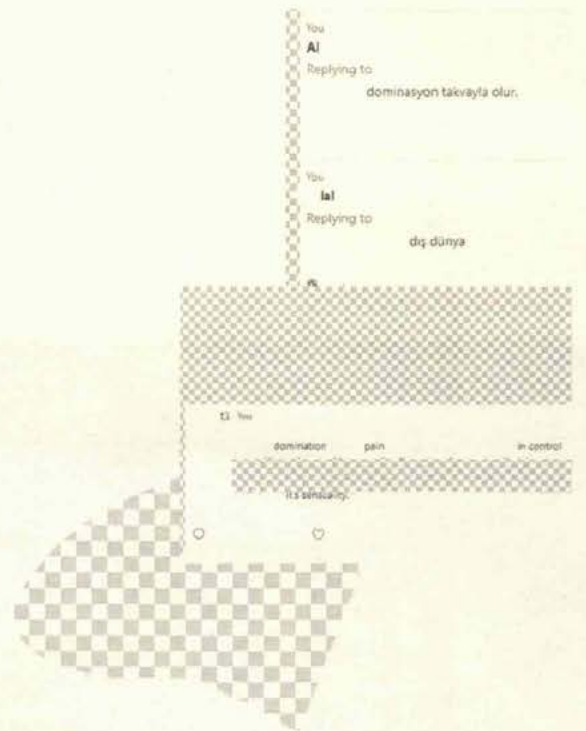 You
Al
Replying to
dominasyon takvayla olur.
You
lal
Replying to
dış dünya
You
domination pain in control
it's sensuality.